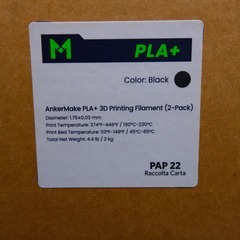 PLA+
Color: Black
AnkerMake PLA+ 3D Printing Filament (2-Pack)
Diameter: 1.75±0.03 mm
Print Temperature: 374°F-446°F / 190°C-230°C
Print Bed Temperature: 113°F-149°F / 45°C-65°C
Total Net Weight: 4.4 lb / 2 kg
PAP 22
Raccolta Carta